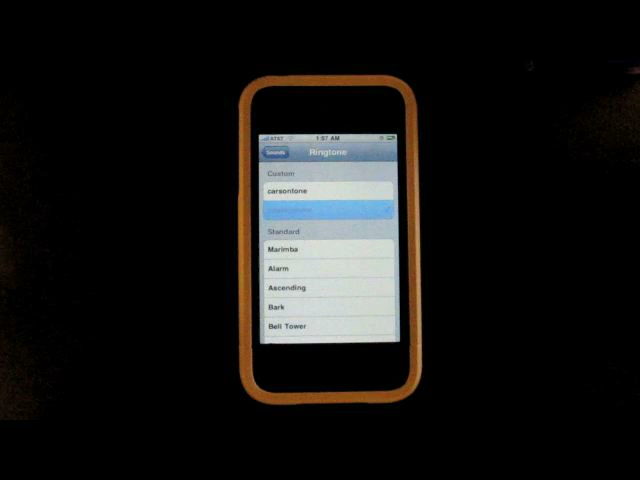 AT&T 1:57 AM
Sounds Ringtone
Custom
carsontone
Standard
Marimba
Alarm
Ascending
Bark
Bell Tower